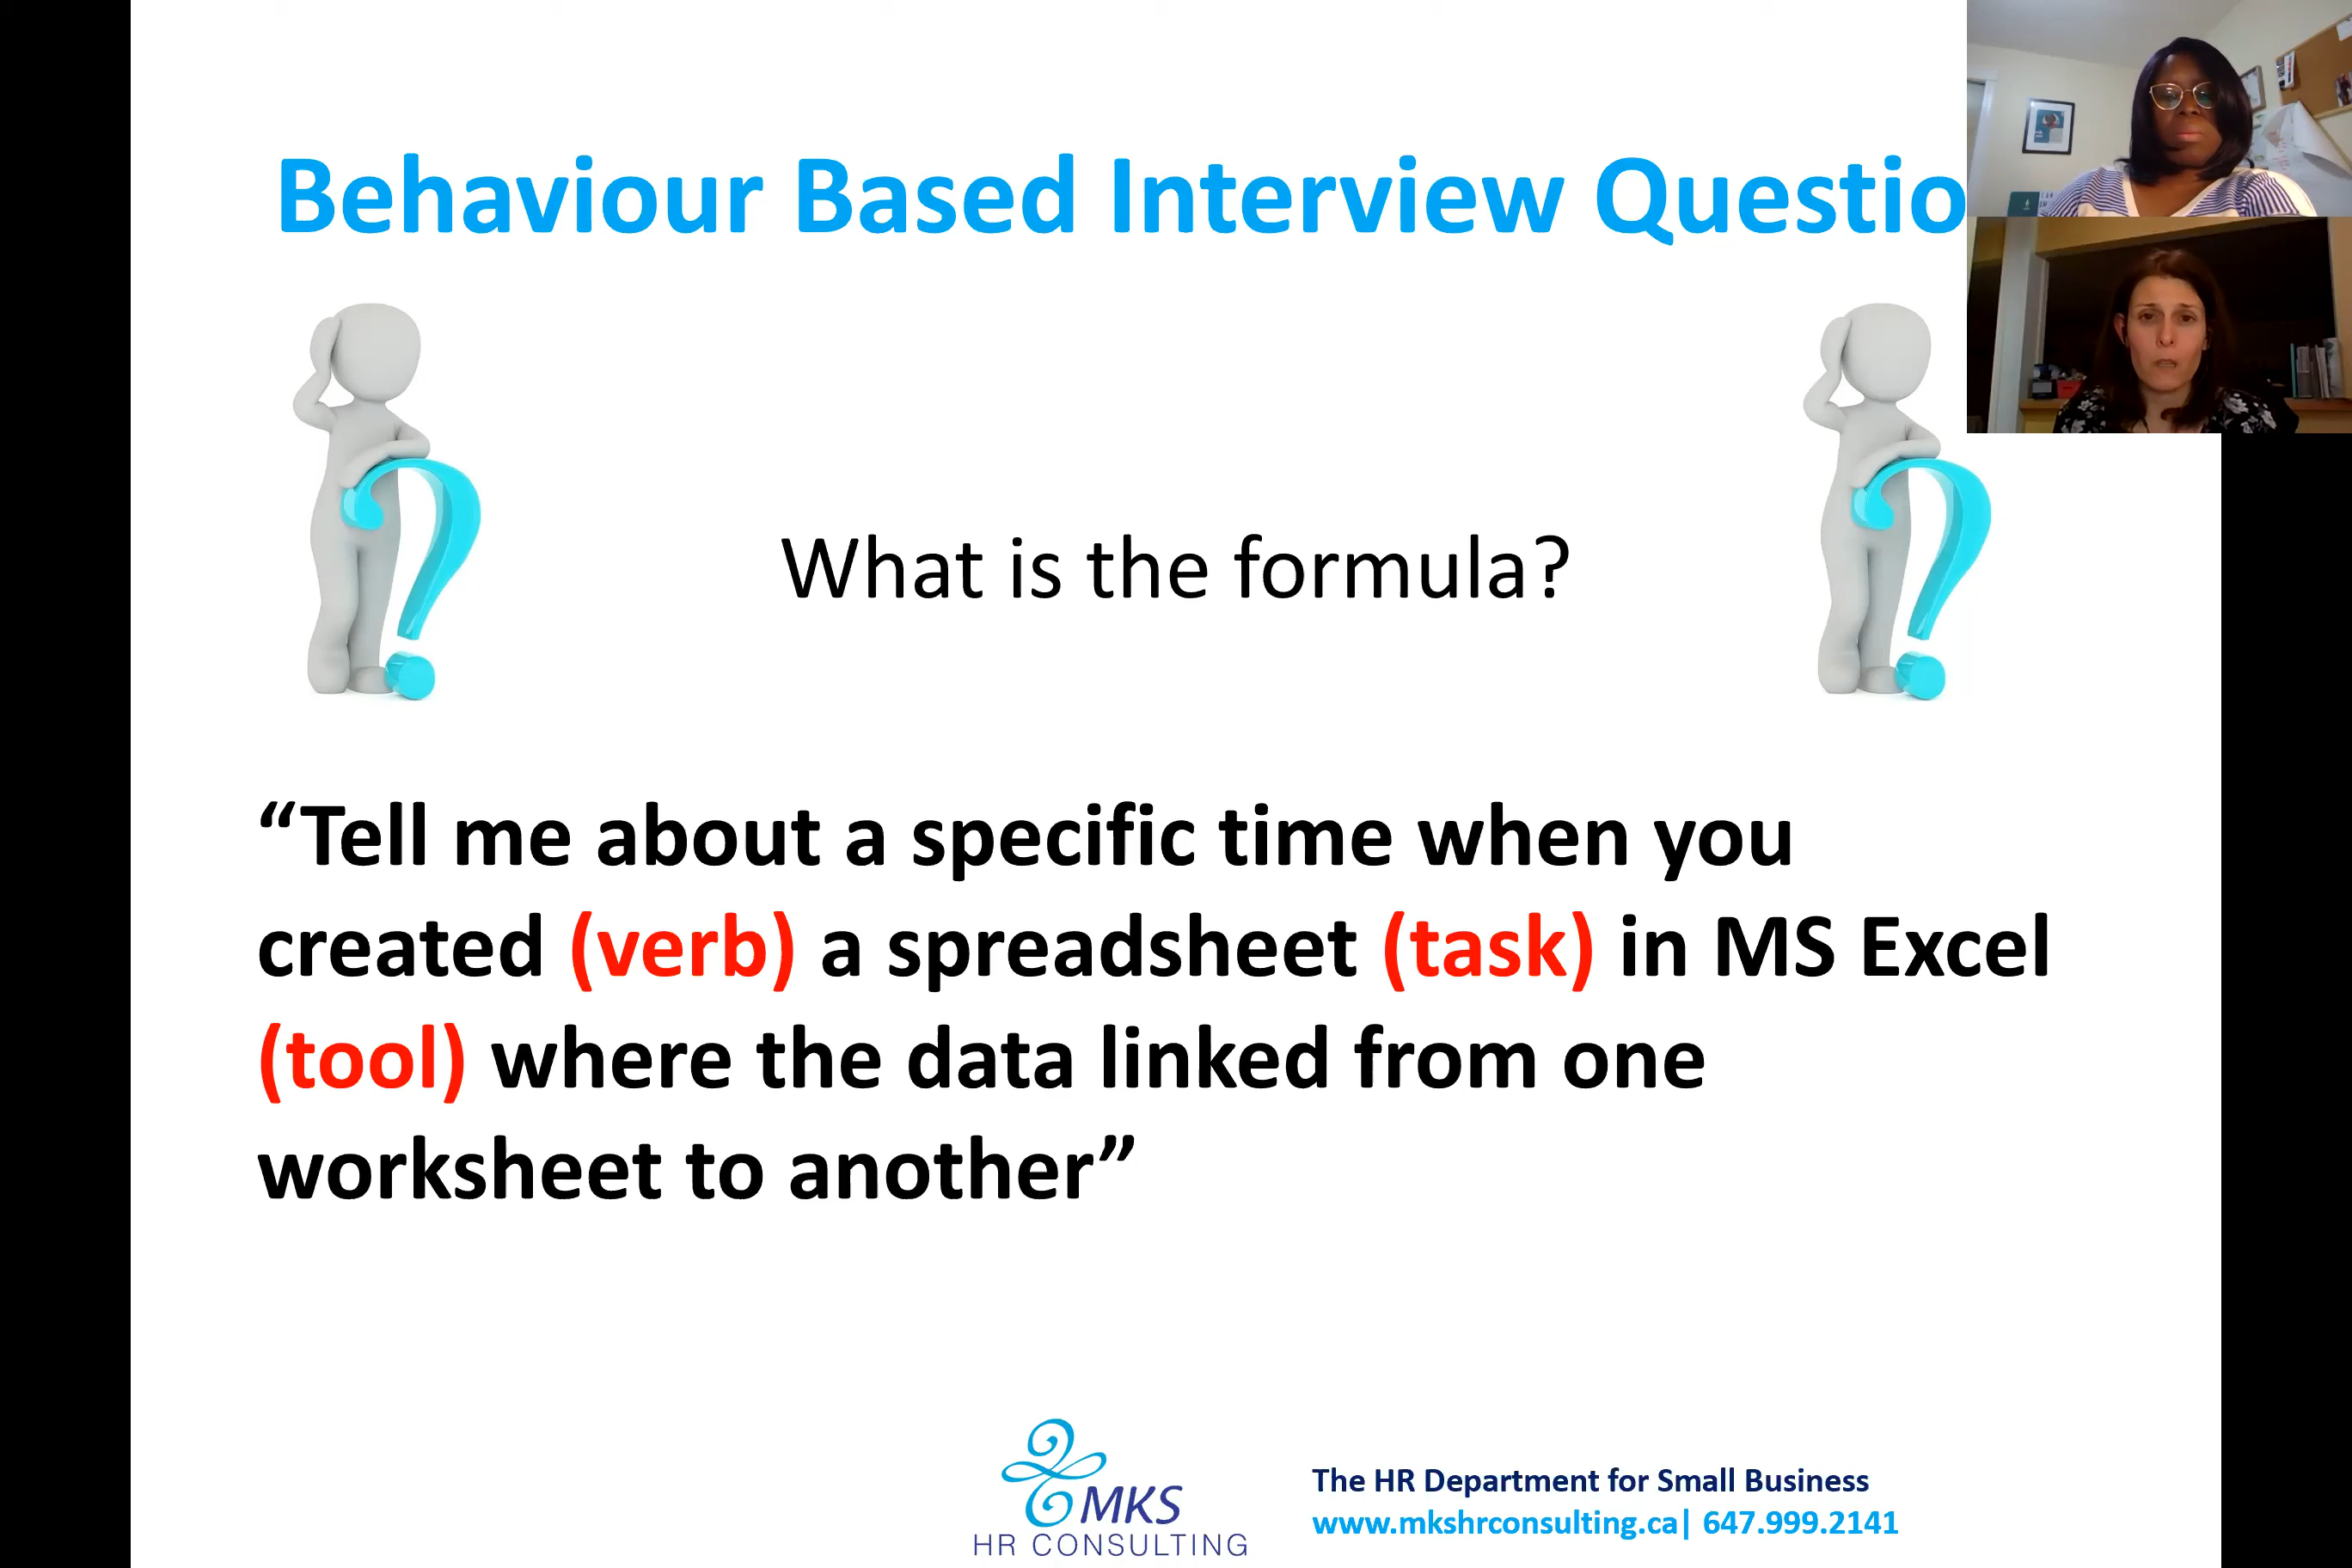 Behaviour Based Interview Questio
What is the formula?
“Tell me about a specific time when you
created (verb) a spreadsheet (task) in MS Excel
(tool) where the data linked from one
worksheet to another”
MKS
HR CONSULTING
The HR Department for Small Business
www.mkshrconsulting.ca| 647.999.2141